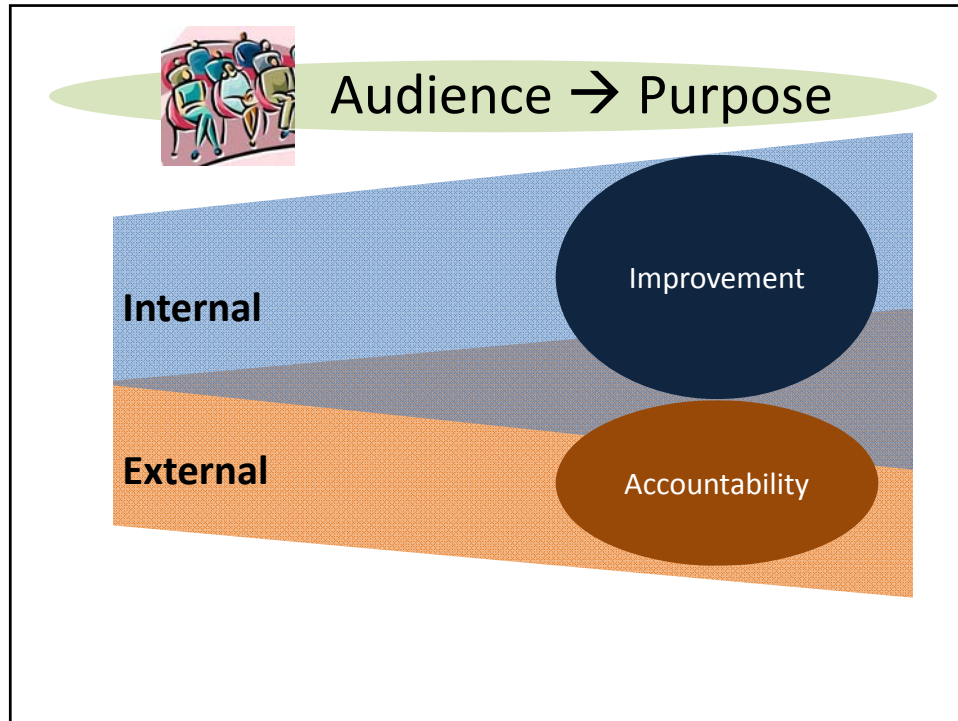 Audience → Purpose
Improvement
Internal
External
Accountability